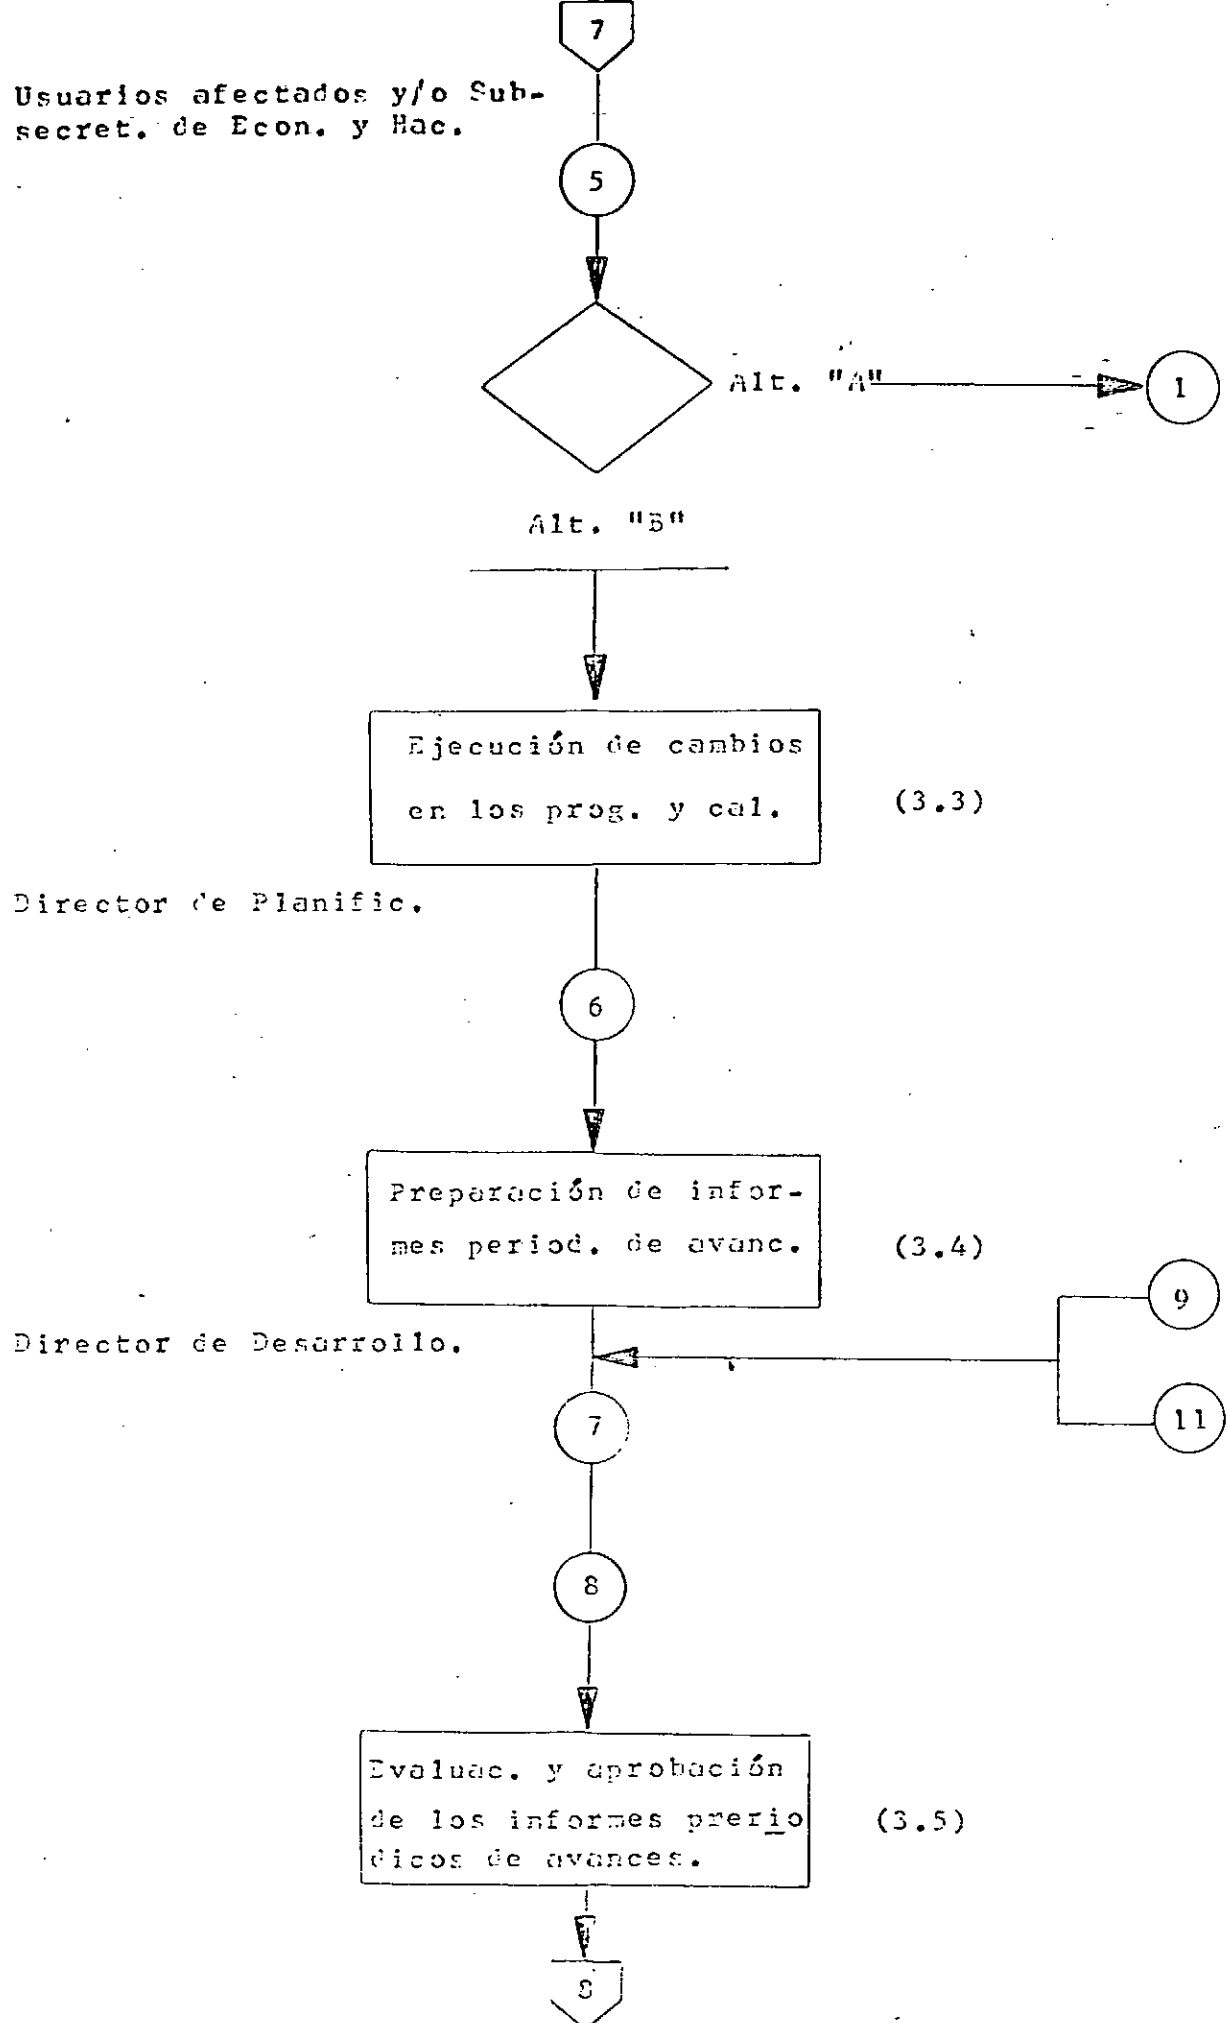 7
Usuarios afectados y/o Sub-
secret. de Econ. y Hac.
5
Alt. "A"
1
Alt. "B"
Ejecución de cambios
en los prog. y cal.
(3.3)
Director de Planific.
6
Preparación de infor-
mes period. de avanc.
(3.4)
9
Director de Desarrollo.
7
11
8
Evaluac. y aprobación
de los informes prerio
dicos de avances.
(3.5)
8